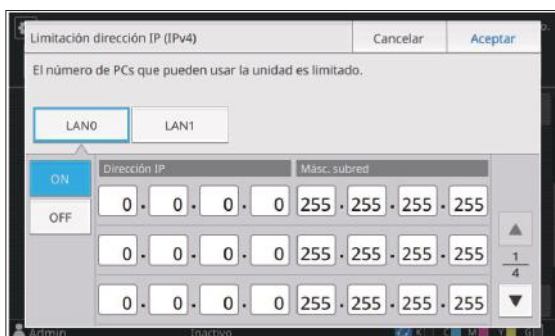 Limitación dirección IP (IPv4) Cancelar Aceptar
El número de PCs que pueden usar la unidad es limitado.
LAN0 LAN1
Dirección IP Másc. subred
ON
0. 0. 0. 0 255. 255. 255. 255
OFF
0. 0. 0. 0 255. 255. 255. 255
1
4
0. 0. 0. 0 255. 255. 255. 255
Admin Inactivo K C M Y G